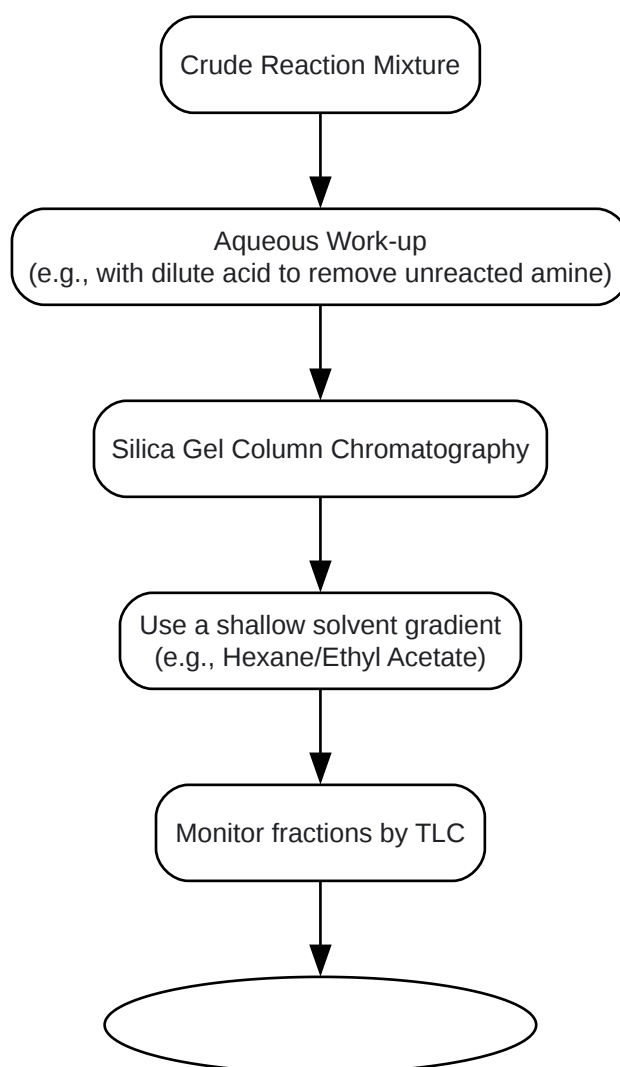 Crude Reaction Mixture
Aqueous Work-up
(e.g., with dilute acid to remove unreacted amine)
Silica Gel Column Chromatography
Use a shallow solvent gradient
(e.g., Hexane/Ethyl Acetate)
Monitor fractions by TLC